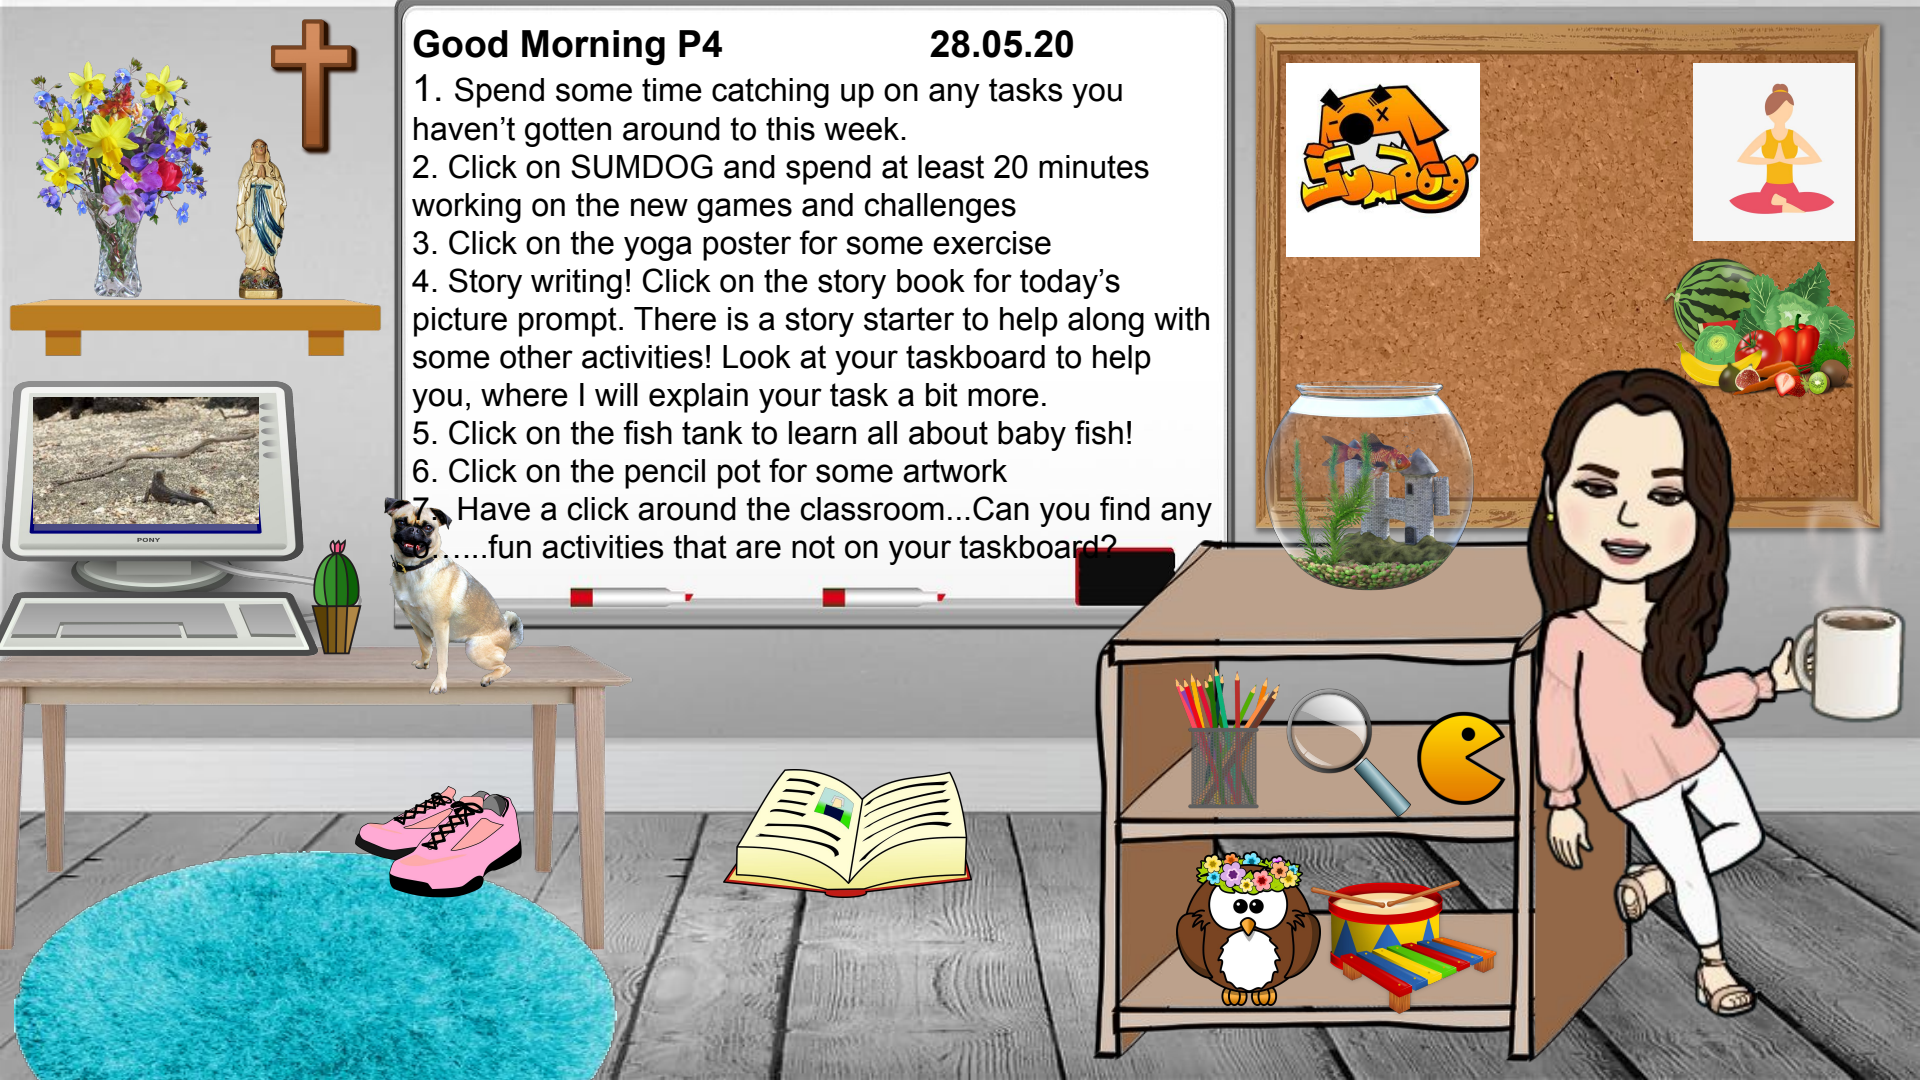 Good Morning P4 28.05.20
1. Spend some time catching up on any tasks you
haven’t gotten around to this week.
2. Click on SUMDOG and spend at least 20 minutes
working on the new games and challenges
3. Click on the yoga poster for some exercise
4. Story writing! Click on the story book for today’s
picture prompt. There is a story starter to help along with
some other activities! Look at your taskboard to help
you, where I will explain your task a bit more.
5. Click on the fish tank to learn all about baby fish!
6. Click on the pencil pot for some artwork
7. Have a click around the classroom...Can you find any
......fun activities that are not on your taskboard?
Sumdog
PONY